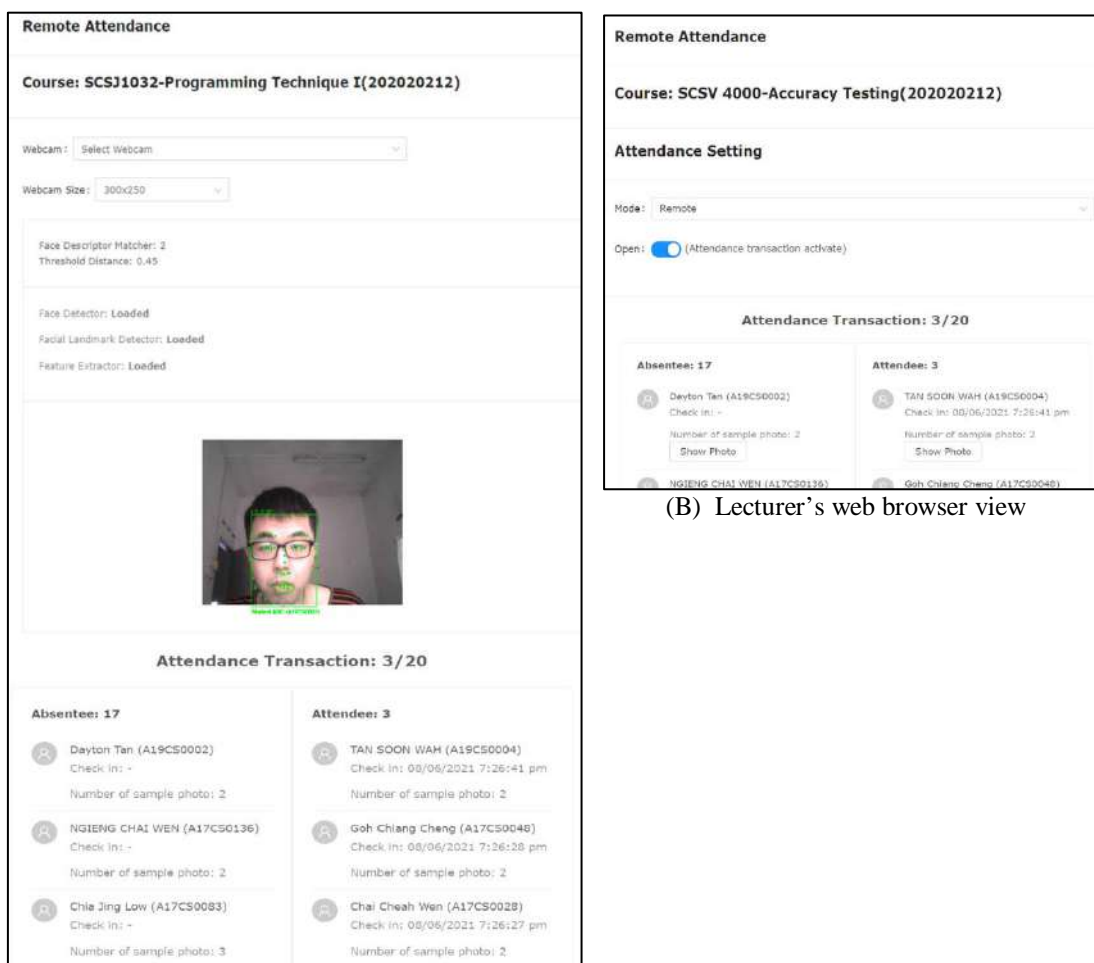 Remote Attendance
Course: SCSJ1032-Programming Technique I(202020212)
Webcam: Select Webcam
Webcam Size: 300x250
Face Descriptor Matcher: 2
Threshold Distance: 0.45
Face Detector: Loaded
Facial Landmark Detector: Loaded
Feature Extractor: Loaded
Attendance Transaction: 3/20
Absentee: 17
Dayton Tan (A19CS0002)
Check in: -
Number of sample photo: 2
NGIENG CHAI WEN (A17CS0136)
Check in: -
Number of sample photo: 2
Chia Jing Low (A17CS0083)
Check in: -
Number of sample photo: 3
Attendee: 3
TAN SOON WAH (A19CS0004)
Check in: 08/06/2021 7:26:41 pm
Number of sample photo: 2
Goh Chiang Cheng (A17CS0048)
Check in: 08/06/2021 7:26:28 pm
Number of sample photo: 2
Chai Cheah Wen (A17CS0028)
Check in: 08/06/2021 7:26:27 pm
Number of sample photo: 2
Remote Attendance
Course: SCSV 4000-Accuracy Testing(202020212)
Attendance Setting
Mode: Remote
Open: (Attendance transaction activate)
Attendance Transaction: 3/20
Absentee: 17
Dayton Tan (A19CS0002)
Check in: -
Number of sample photo: 2
Show Photo
NGIENG CHAI WEN (A17CS0136)
Attendee: 3
TAN SOON WAH (A19CS0004)
Check in: 08/06/2021 7:26:41 pm
Number of sample photo: 2
Show Photo
Goh Chiang Cheng (A17CS0048)
(B) Lecturer’s web browser view